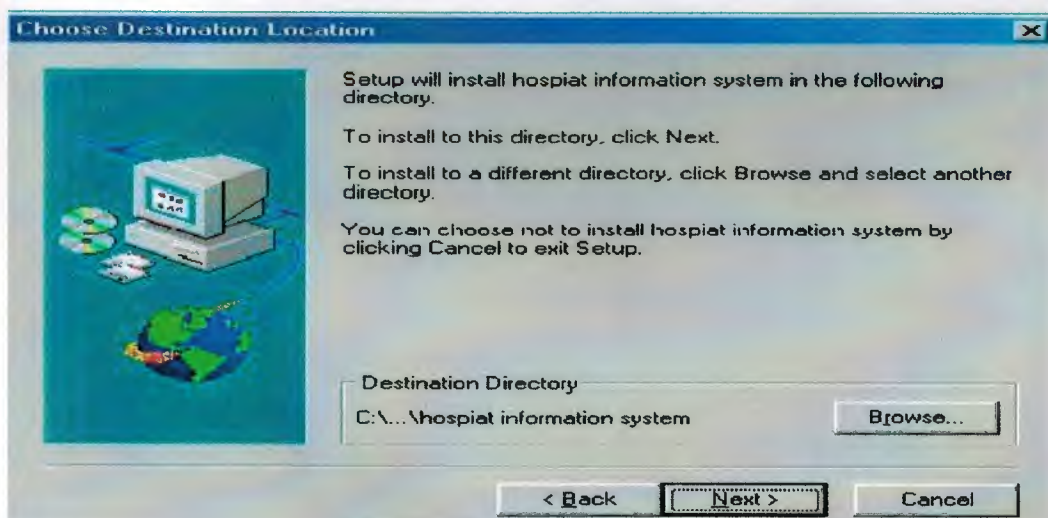 Choose Destination Location
Setup will install hospiat information system in the following
directory.
To install to this directory, click Next.
To install to a different directory, click Browse and select another
directory.
You can choose not to install hospiat information system by
clicking Cancel to exit Setup.
Destination Directory
C:\...\hospiat information system
Browse...
< Back
Next >
Cancel